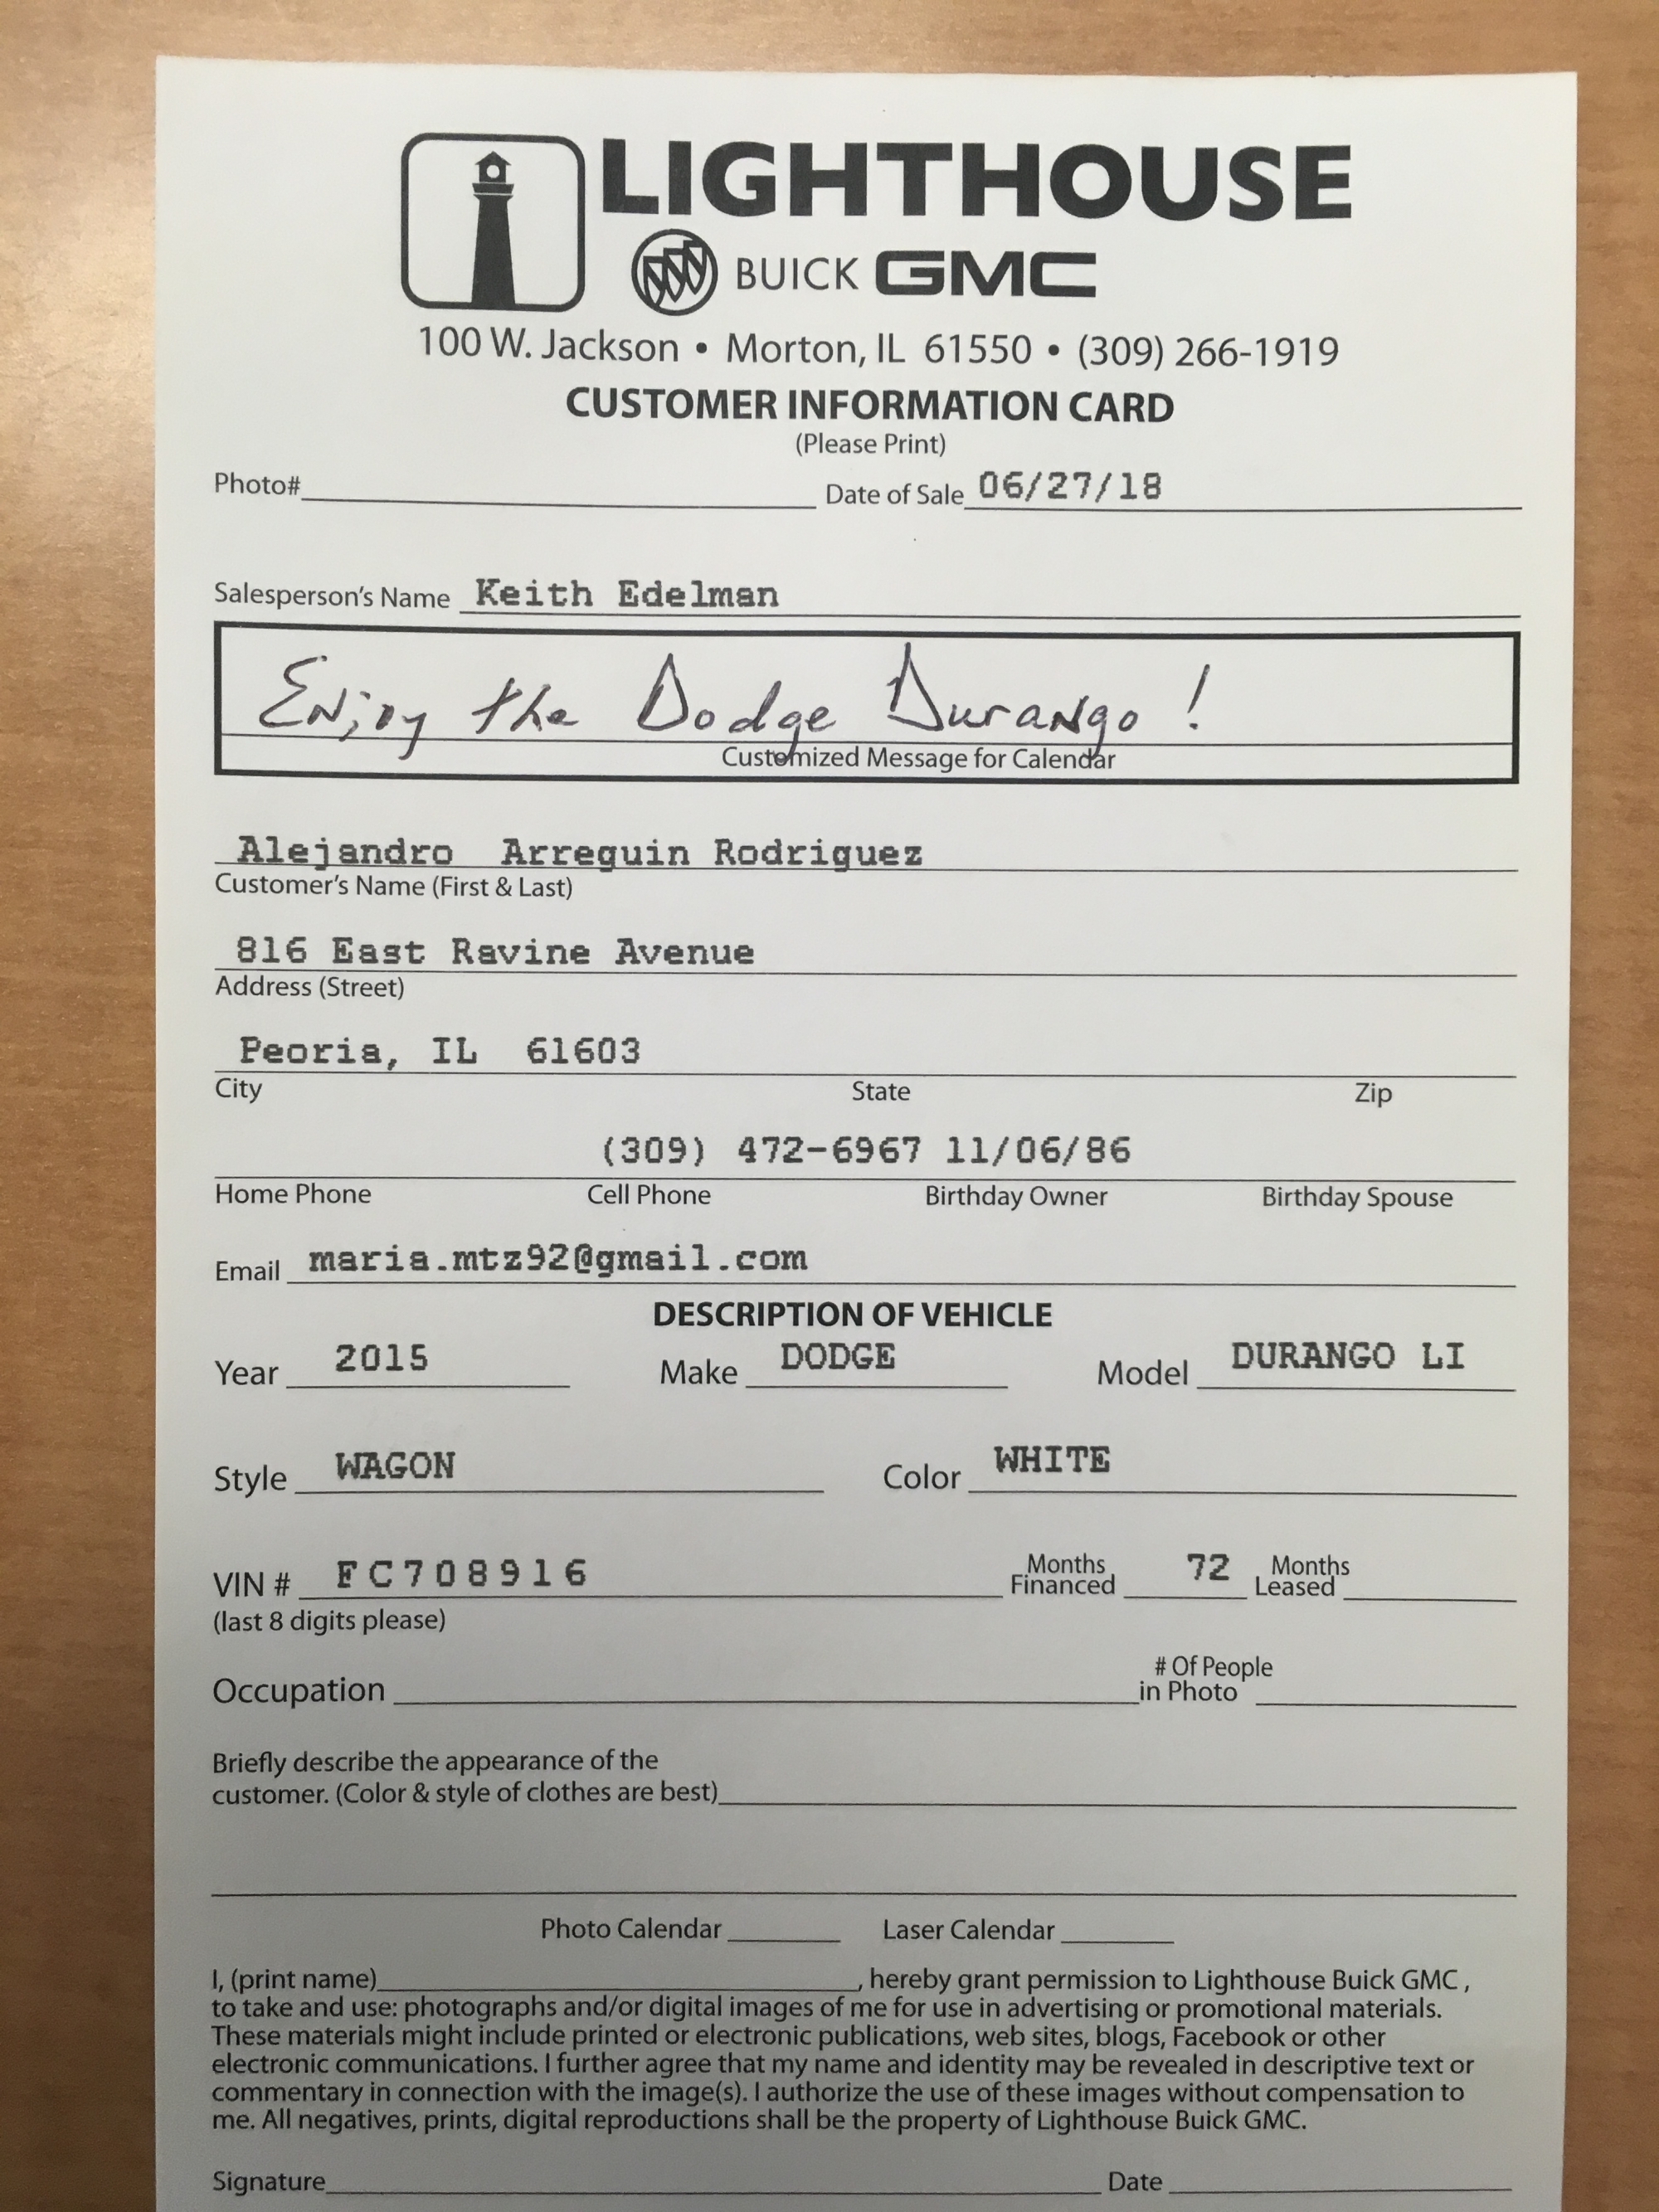 LIGHTHOUSE
BUICK GMC
100 W. Jackson • Morton, IL 61550 • (309) 266-1919
CUSTOMER INFORMATION CARD
(Please Print)
Photo# Date of Sale 06/27/18
Salesperson's Name Keith Edelman
Enjoy the Dodge Durango !
Customized Message for Calendar
Alejandro Arreguin Rodriguez
Customer's Name (First & Last)
816 East Ravine Avenue
Address (Street)
Peoria, IL 61603
City State Zip
(309) 472-6967 11/06/86
Home Phone Cell Phone Birthday Owner Birthday Spouse
Email maria.mtz92@gmail.com
DESCRIPTION OF VEHICLE
Year 2015 Make DODGE Model DURANGO LI
Style WAGON Color WHITE
VIN # FC708916 Months Financed 72 Months Leased
(last 8 digits please)
Occupation # Of People in Photo
Briefly describe the appearance of the
customer. (Color & style of clothes are best)
Photo Calendar Laser Calendar
I, (print name) , hereby grant permission to Lighthouse Buick GMC ,
to take and use: photographs and/or digital images of me for use in advertising or promotional materials.
These materials might include printed or electronic publications, web sites, blogs, Facebook or other
electronic communications. I further agree that my name and identity may be revealed in descriptive text or
commentary in connection with the image(s). I authorize the use of these images without compensation to
me. All negatives, prints, digital reproductions shall be the property of Lighthouse Buick GMC.
Signature Date